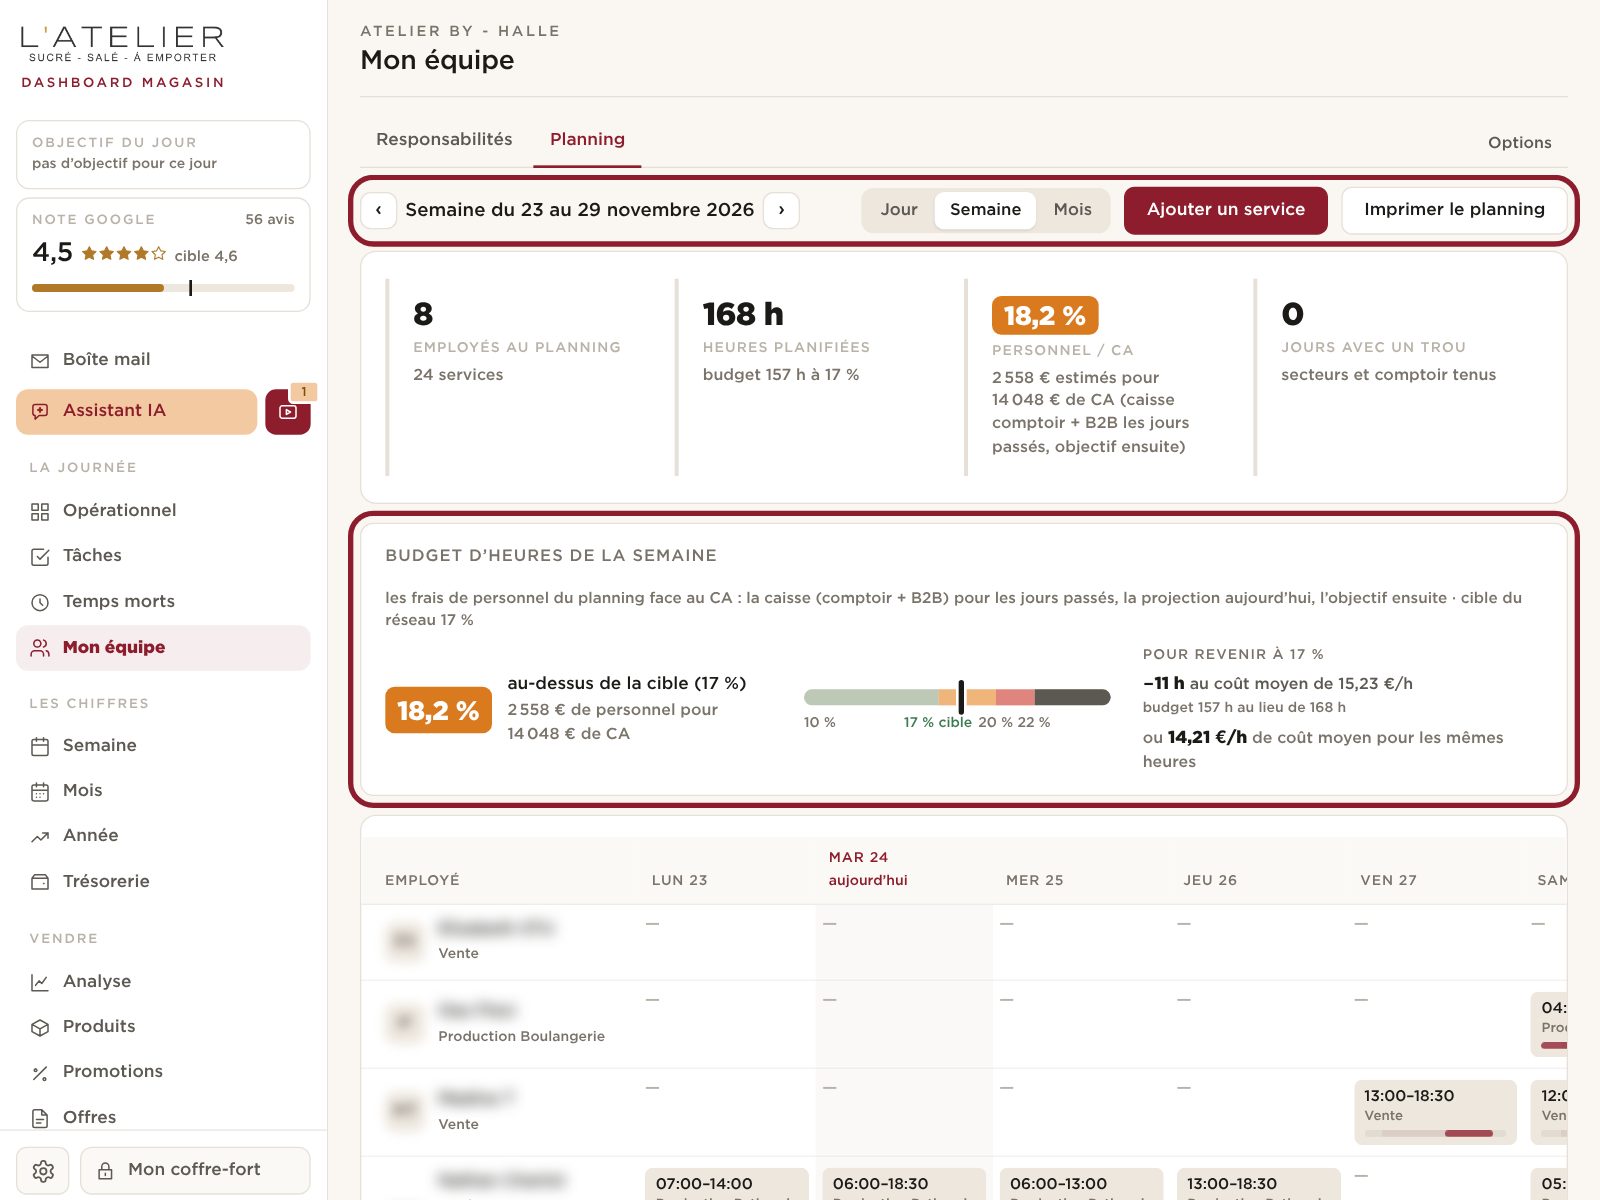 L'ATELIER
SUCRÉ - SALÉ - À EMPORTER
DASHBOARD MAGASIN
OBJECTIF DU JOUR
pas d'objectif pour ce jour
NOTE GOOGLE
56 avis
4,5 ★★★★☆ cible 4,6
Boîte mail
Assistant IA
1
LA JOURNÉE
Opérationnel
Tâches
Temps morts
Mon équipe
LES CHIFFRES
Semaine
Mois
Année
Trésorerie
VENDRE
Analyse
Produits
Promotions
Offres
Mon coffre-fort
ATELIER BY - HALLE
Mon équipe
Responsabilités
Planning
Options
‹ Semaine du 23 au 29 novembre 2026 ›
Jour
Semaine
Mois
Ajouter un service
Imprimer le planning
8
EMPLOYÉS AU PLANNING
24 services
168 h
HEURES PLANIFIÉES
budget 157 h à 17 %
18,2 %
PERSONNEL / CA
2 558 € estimés pour
14 048 € de CA (caisse
comptoir + B2B les jours
passés, objectif ensuite)
0
JOURS AVEC UN TROU
secteurs et comptoir tenus
BUDGET D'HEURES DE LA SEMAINE
les frais de personnel du planning face au CA : la caisse (comptoir + B2B) pour les jours passés, la projection aujourd'hui, l'objectif ensuite · cible du
réseau 17 %
18,2 %
au-dessus de la cible (17 %)
2 558 € de personnel pour
14 048 € de CA
10 %
17 % cible
20 %
22 %
POUR REVENIR À 17 %
−11 h au coût moyen de 15,23 €/h
budget 157 h au lieu de 168 h
ou 14,21 €/h de coût moyen pour les mêmes
heures
EMPLOYÉ
LUN 23
MAR 24
aujourd'hui
MER 25
JEU 26
VEN 27
SAM
Vente
— — — — — —
Production Boulangerie
— — — — —
04:
Pro
Vente
— — — —
13:00–18:30
Vente
12:0
Ven
07:00–14:00
06:00–18:30
06:00–13:00
13:00–18:30
—
05: